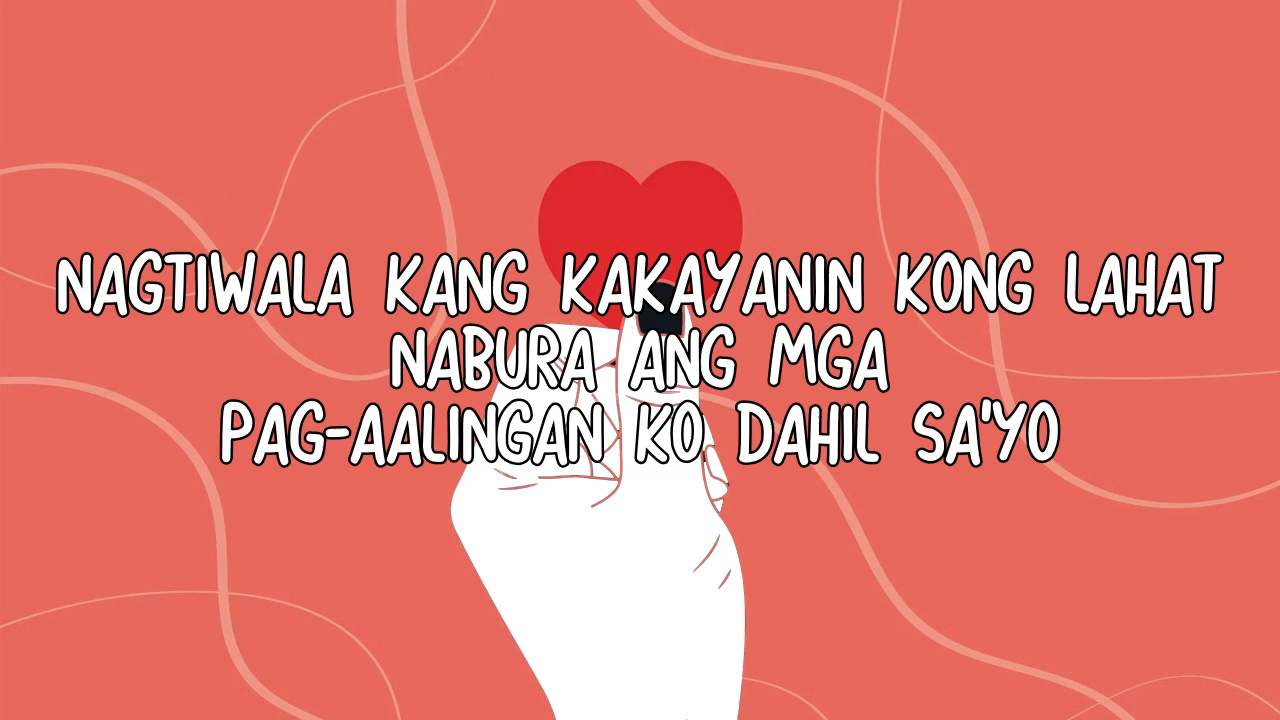 NAGTIWALA KANG KAKAYANIN KONG LAHAT
NABURA ANG MGA
PAG-AALINGAN KO DAHIL SA'YO